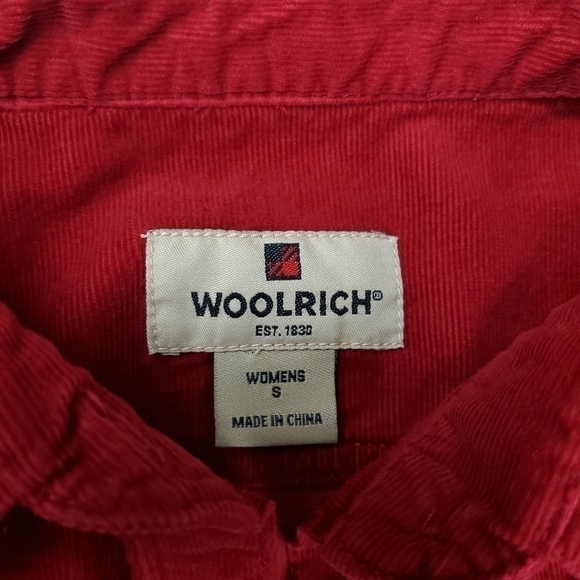 WOOLRICH®
EST. 1830
WOMENS
S
MADE IN CHINA